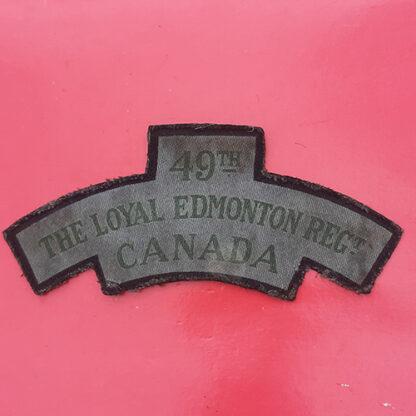 49TH
THE LOYAL EDMONTON REGT.
CANADA